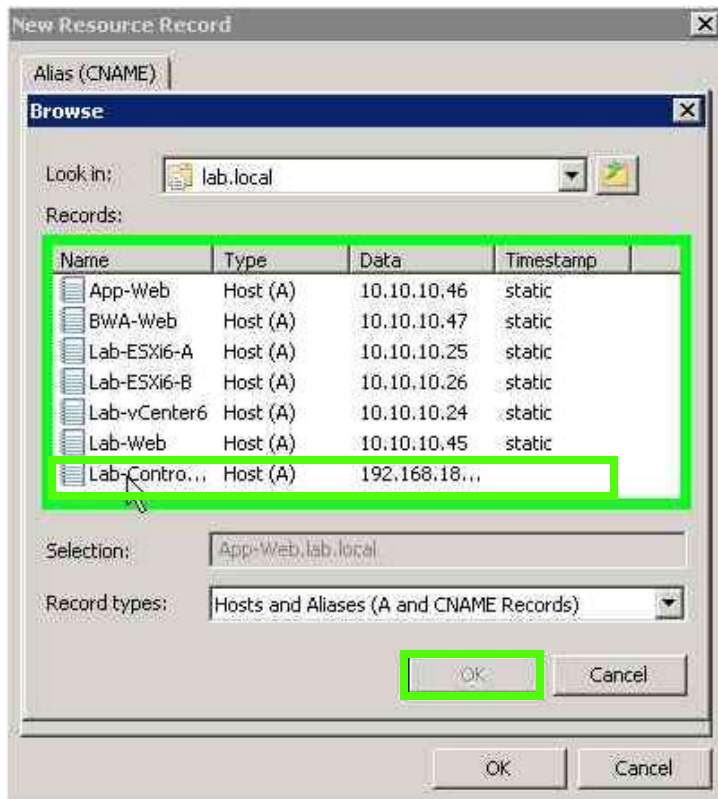 New Resource Record
Alias (CNAME)
Browse
Look in: lab.local
Records:
Name Type Data Timestamp
App-Web Host (A) 10.10.10.46 static
BWA-Web Host (A) 10.10.10.47 static
Lab-ESXi6-A Host (A) 10.10.10.25 static
Lab-ESXi6-B Host (A) 10.10.10.26 static
Lab-vCenter6 Host (A) 10.10.10.24 static
Lab-Web Host (A) 10.10.10.45 static
Lab-Contro... Host (A) 192.168.18...
Selection: App-Web.lab.local
Record types: Hosts and Aliases (A and CNAME Records)
OK Cancel
OK Cancel